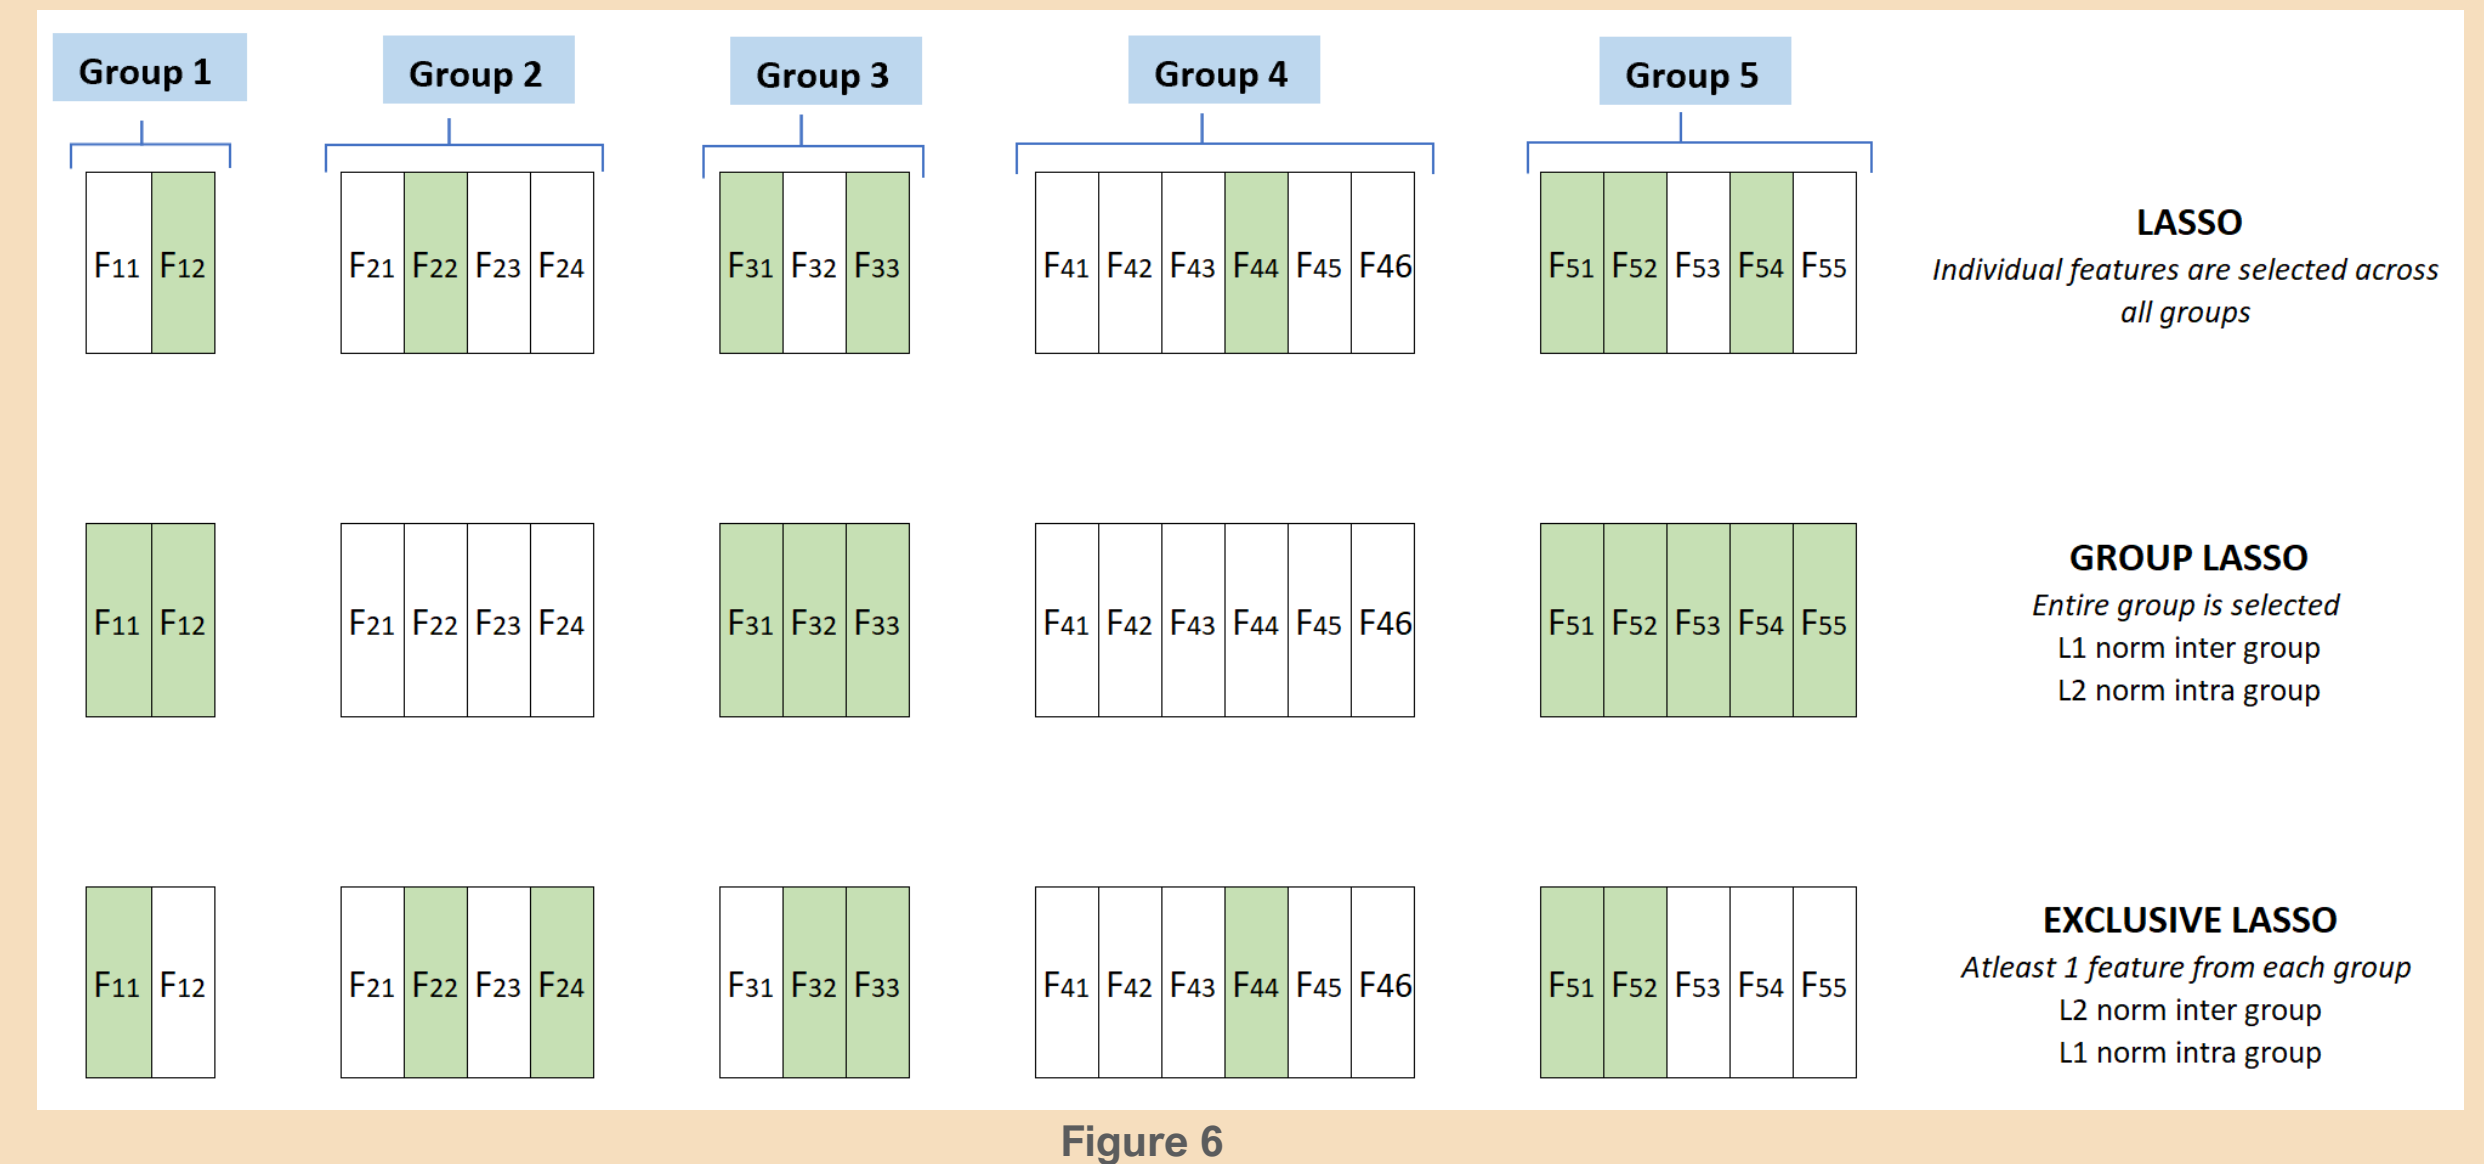 Group 1 Group 2 Group 3 Group 4 Group 5
F11 F12 F21 F22 F23 F24 F31 F32 F33 F41 F42 F43 F44 F45 F46 F51 F52 F53 F54 F55
LASSO
Individual features are selected across
all groups
F11 F12 F21 F22 F23 F24 F31 F32 F33 F41 F42 F43 F44 F45 F46 F51 F52 F53 F54 F55
GROUP LASSO
Entire group is selected
L1 norm inter group
L2 norm intra group
F11 F12 F21 F22 F23 F24 F31 F32 F33 F41 F42 F43 F44 F45 F46 F51 F52 F53 F54 F55
EXCLUSIVE LASSO
Atleast 1 feature from each group
L2 norm inter group
L1 norm intra group
Figure 6